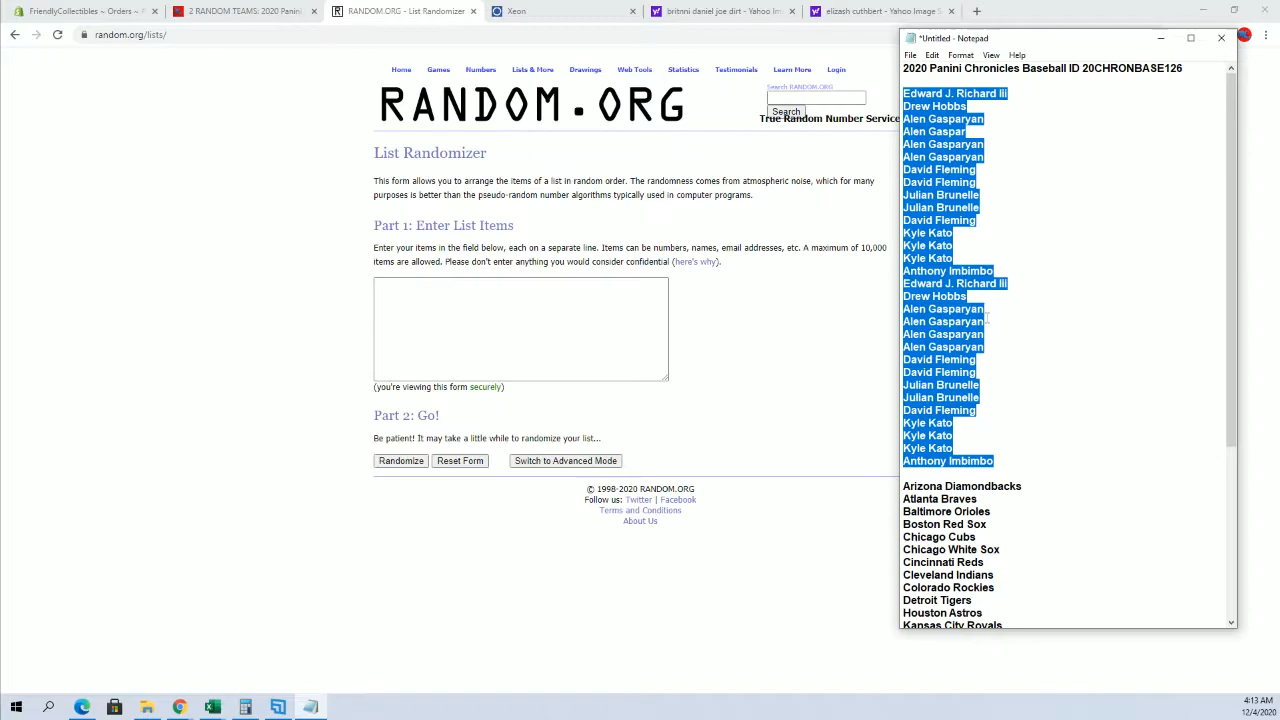 FriendlyCollectibles ~ Orders ~ F
2 RANDOM TEAMS: 2020 Panini
RANDOM.ORG - List Randomizer
Xeon
britnni daniel joe dirt - Yahoo Im
elizash cuthbert - Yahoo Image S
random.org/lists/
Home Games Numbers Lists & More Drawings Web Tools Statistics Testimonials Learn More Login
RANDOM.ORG
Search RANDOM.ORG
Search
True Random Number Service
List Randomizer
This form allows you to arrange the items of a list in random order. The randomness comes from atmospheric noise, which for many
purposes is better than the pseudo-random number algorithms typically used in computer programs.
Part 1: Enter List Items
Enter your items in the field below, each on a separate line. Items can be numbers, names, email addresses, etc. A maximum of 10,000
items are allowed. Please don't enter anything you would consider confidential (here's why).
(you're viewing this form securely)
Part 2: Go!
Be patient! It may take a little while to randomize your list...
Randomize Reset Form Switch to Advanced Mode
© 1998-2020 RANDOM.ORG
Follow us: Twitter | Facebook
Terms and Conditions
About Us
*Untitled - Notepad
File Edit Format View Help
2020 Panini Chronicles Baseball ID 20CHRONBASE126
Edward J. Richard Iii
Drew Hobbs
Alen Gasparyan
Alen Gaspar
Alen Gasparyan
Alen Gasparyan
David Fleming
David Fleming
Julian Brunelle
Julian Brunelle
David Fleming
Kyle Kato
Kyle Kato
Kyle Kato
Anthony Imbimbo
Edward J. Richard Iii
Drew Hobbs
Alen Gasparyan
Alen Gasparyan
Alen Gasparyan
Alen Gasparyan
David Fleming
David Fleming
Julian Brunelle
Julian Brunelle
David Fleming
Kyle Kato
Kyle Kato
Kyle Kato
Anthony Imbimbo
Arizona Diamondbacks
Atlanta Braves
Baltimore Orioles
Boston Red Sox
Chicago Cubs
Chicago White Sox
Cincinnati Reds
Cleveland Indians
Colorado Rockies
Detroit Tigers
Houston Astros
Kansas City Royals
4:13 AM
12/4/2020